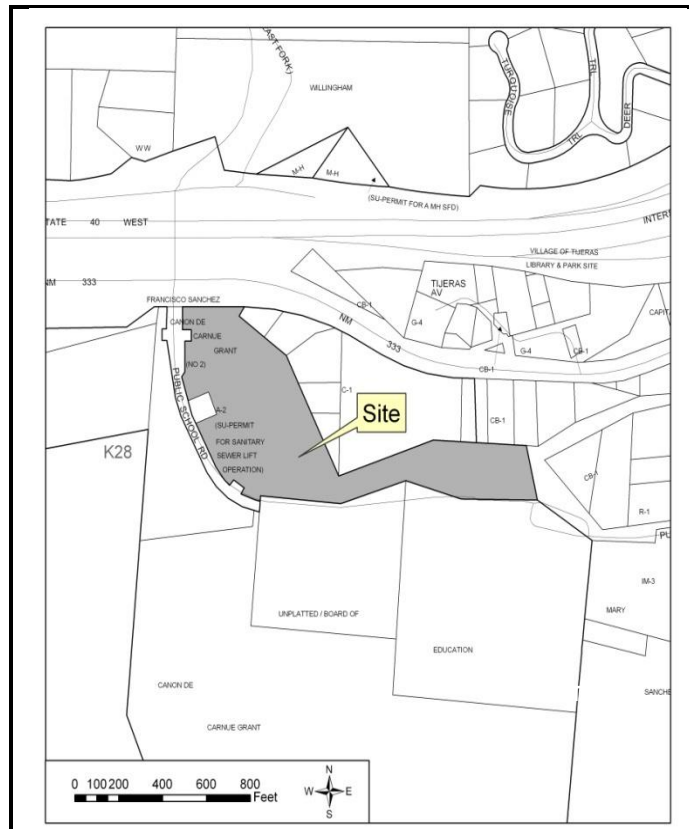 AST FORK)
WILLINGHAM
TURQUOISE
TRL
DEER
TRL
WW
M-H
M-H
(SU-PERMIT FOR A MH SFD)
TATE 40 WEST
INTER
VILLAGE OF TIJERAS
LIBRARY & PARK SITE
NM 333
TIJERAS
AV
FRANCISCO SANCHEZ
CB-1
G-4
CAPIT
CANON DE
CARNUE
GRANT
(NO 2)
NM 333
G-4
CB-1
CB-1
PUBLIC SCHOOL RD
C-1
Site
CB-1
A-2
(SU-PERMIT
FOR SANITARY
SEWER LIFT
OPERATION)
K28
CB-1
R-1
PU
IM-3
UNPLATTED / BOARD OF
MARY
EDUCATION
CANON DE
SANCHE
CARNUE GRANT
0 100 200 400 600 800
Feet
N
W E
S